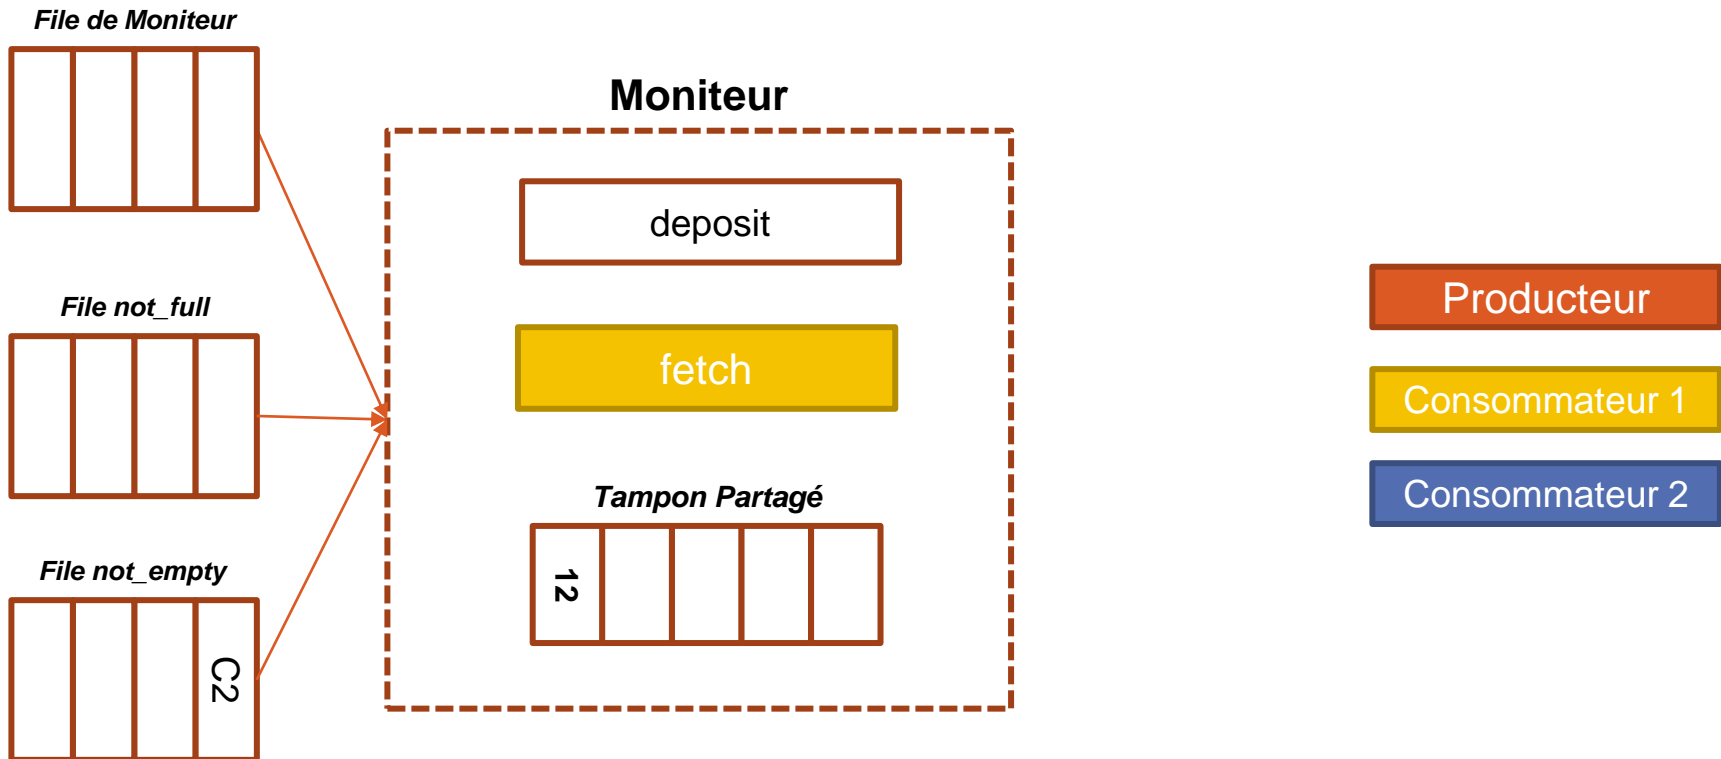 File de Moniteur
Moniteur
deposit
File not_full
Producteur
fetch
Consommateur 1
Consommateur 2
Tampon Partagé
12
File not_empty
C2